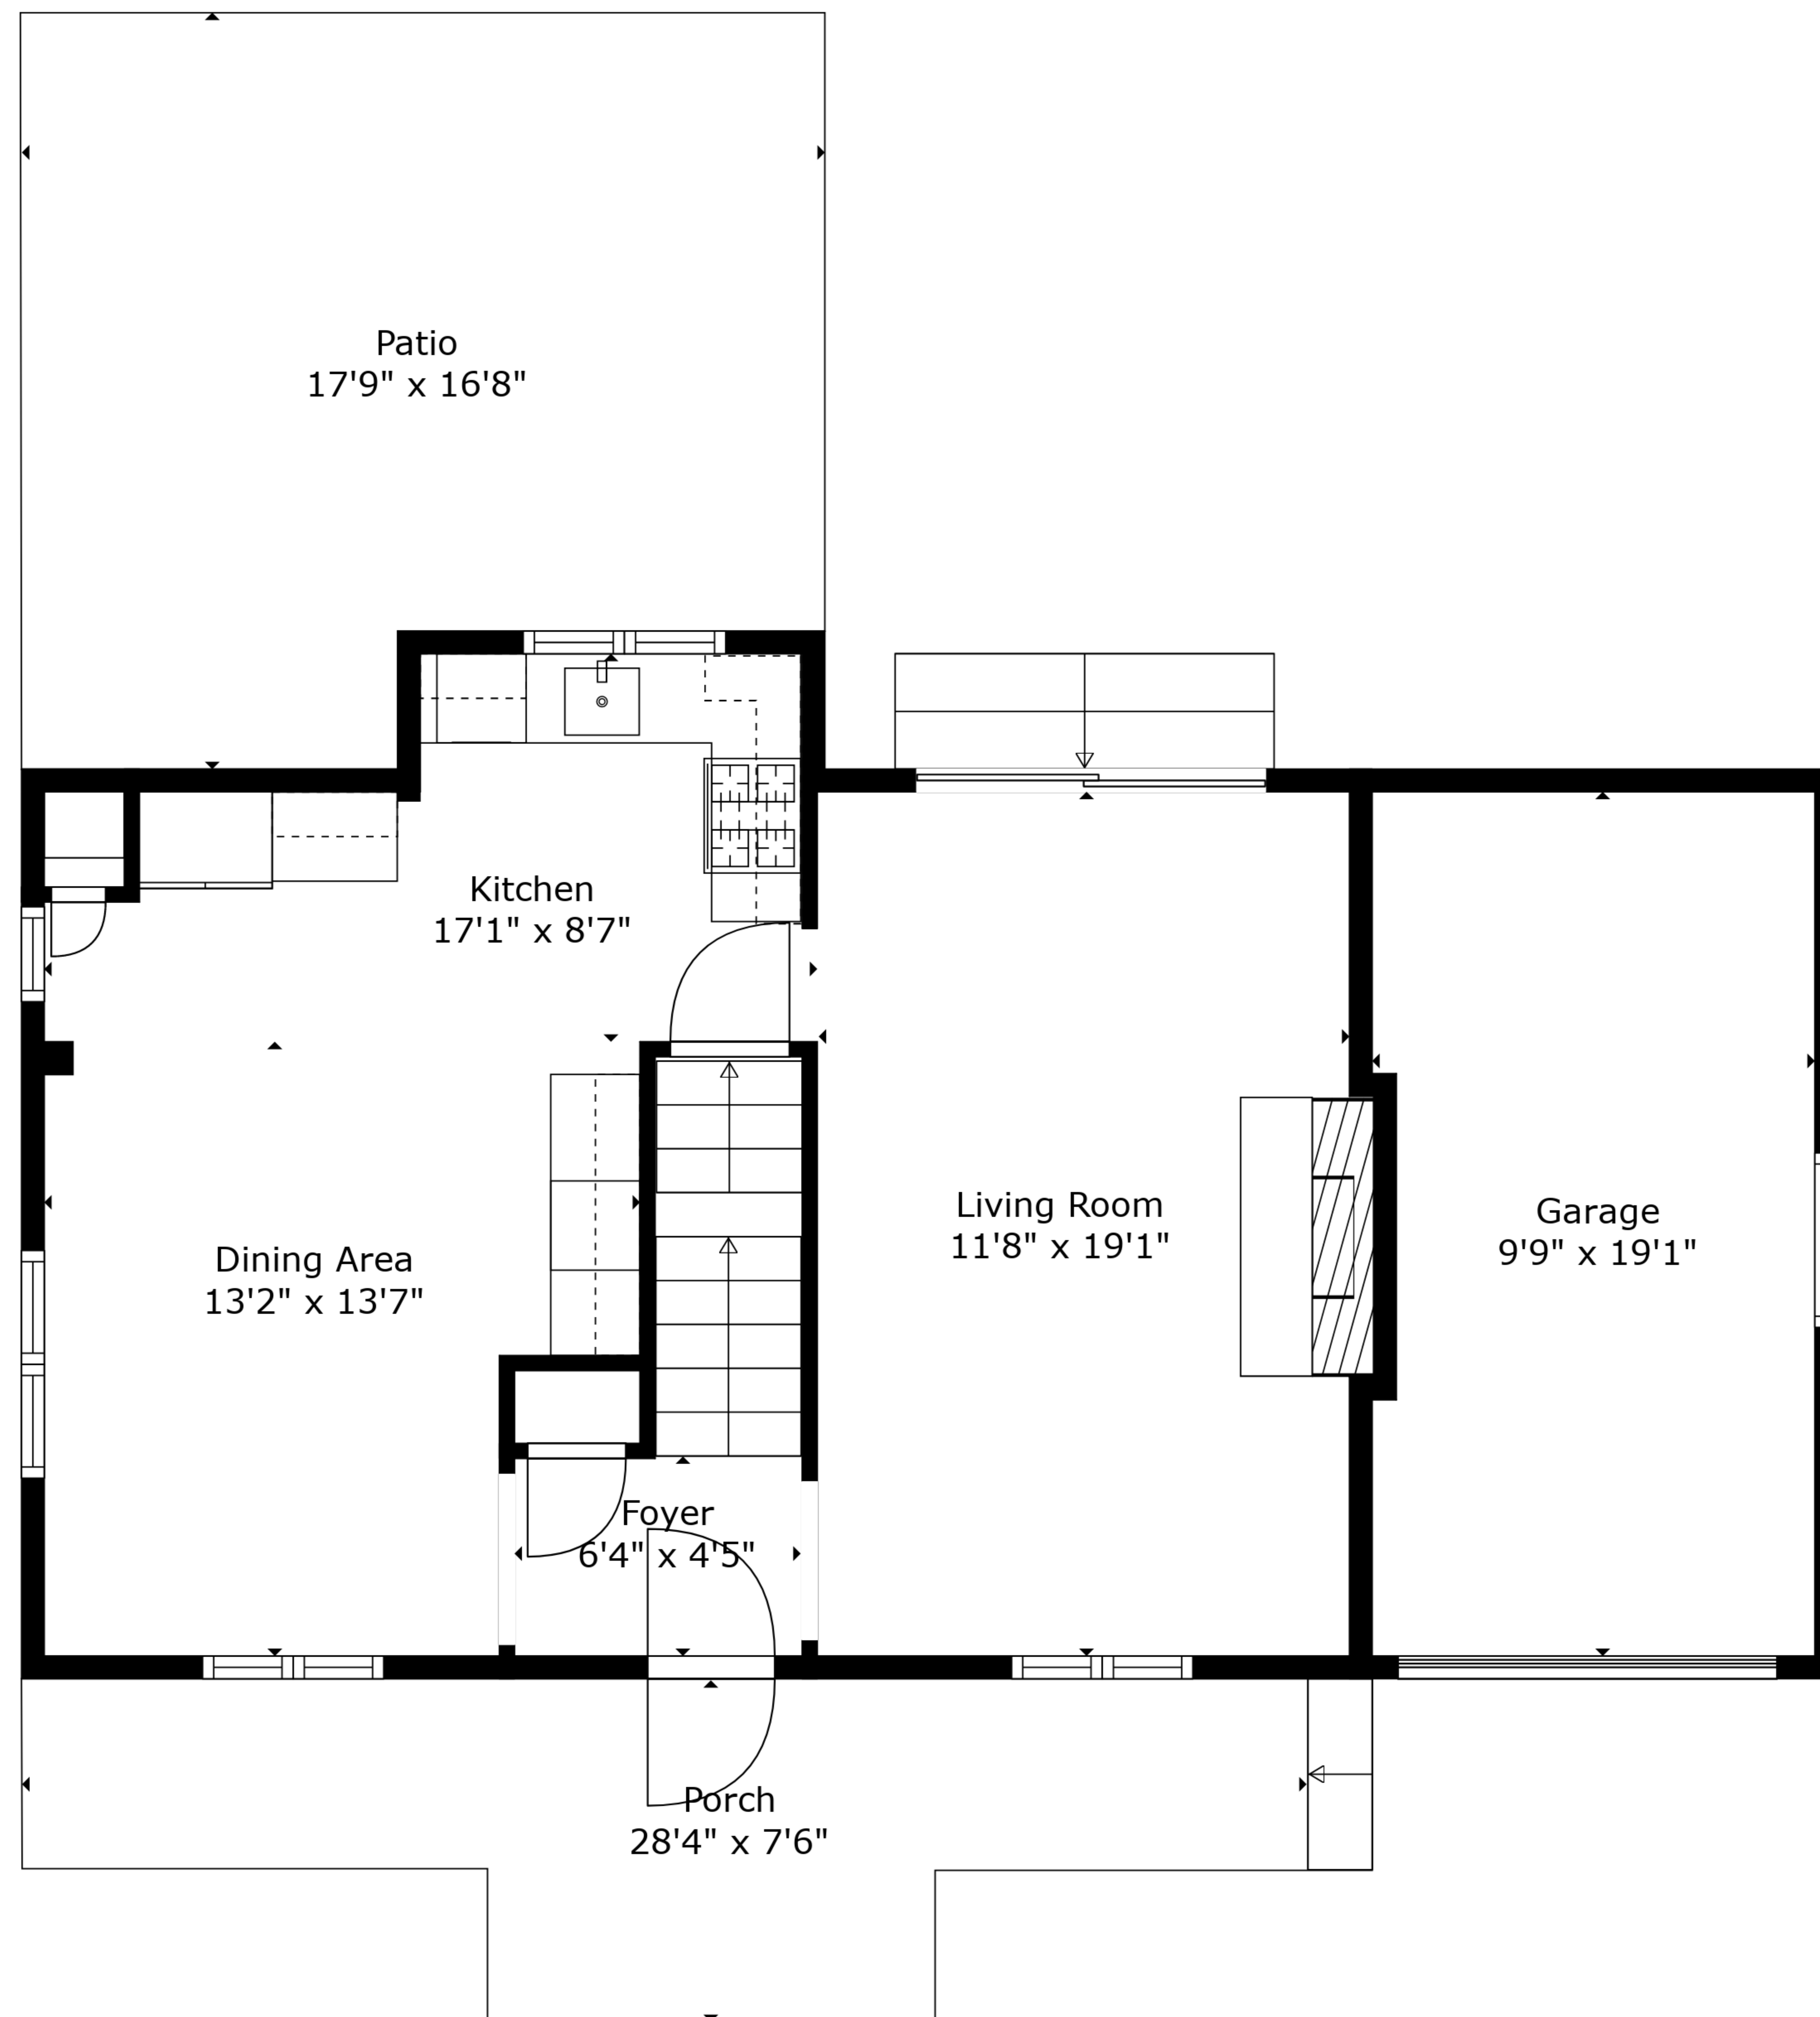 Patio
17'9" x 16'8"
Kitchen
17'1" x 8'7"
Living Room
11'8" x 19'1"
Garage
9'9" x 19'1"
Dining Area
13'2" x 13'7"
Foyer
6'4" x 4'5"
Porch
28'4" x 7'6"